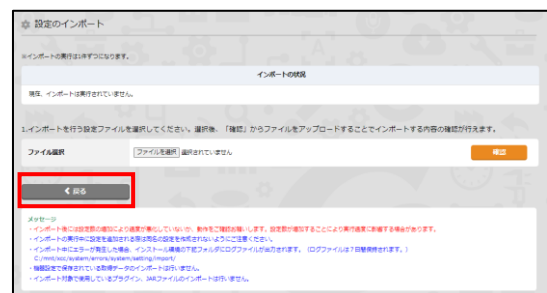 設定のインポート
※インポートの実行は1件ずつになります。
インポートの状況
現在、インポートは実行されていません。
1.インポートを行う設定ファイルを選択してください。選択後、「確認」からファイルをアップロードすることでインポートする内容の確認が行えます。
ファイル選択 ファイルを選択 選択されていません 確認
戻る
メッセージ
・インポート後には設定数の増加により過度が悪化していないか、動作をご確認お願いします。設定数が増加することにより実行速度に影響する場合があります。
・インポートの実行中に設定を追加される際は同名の設定を作成されないようにご注意ください。
・インポート中にエラーが発生した場合、インストール環境の下記フォルダにログファイルが出力されます。（ログファイルは7日間保持されます。）
C:/mnt/scc/system/errors/system/setting/import/
・機器設定で保存されている取得データのインポートは行いません。
・インポート対象で使用しているプラグイン、JARファイルのインポートは行いません。